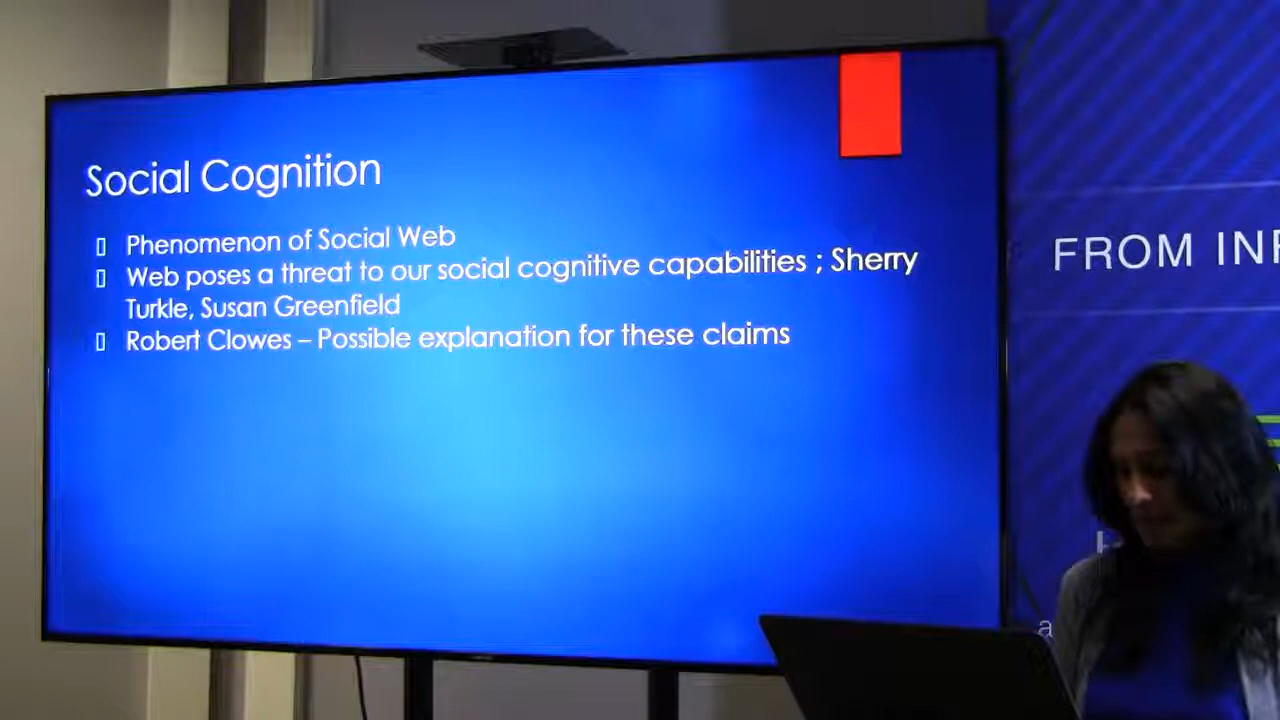 Social Cognition
Phenomenon of Social Web
Web poses a threat to our social cognitive capabilities ; Sherry
Turkle, Susan Greenfield
Robert Clowes – Possible explanation for these claims
FROM INF